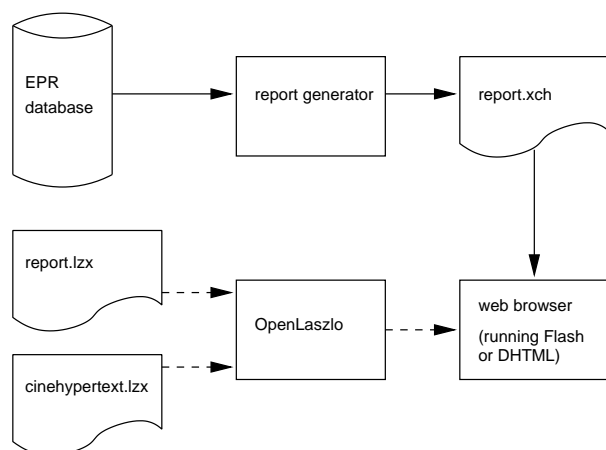 EPR
database
report generator
report.xch
report.lzx
OpenLaszlo
web browser
(running Flash
or DHTML)
cinehypertext.lzx